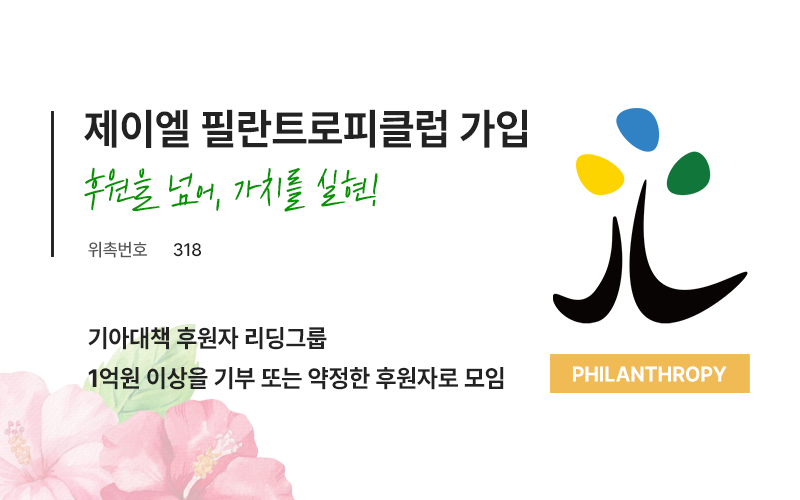 제이엘 필란트로피클럽 가입
후원을 넘어, 가치를 실현!
위촉번호 318
기아대책 후원자 리딩그룹
1억원 이상을 기부 또는 약정한 후원자로 모임
PHILANTHROPY